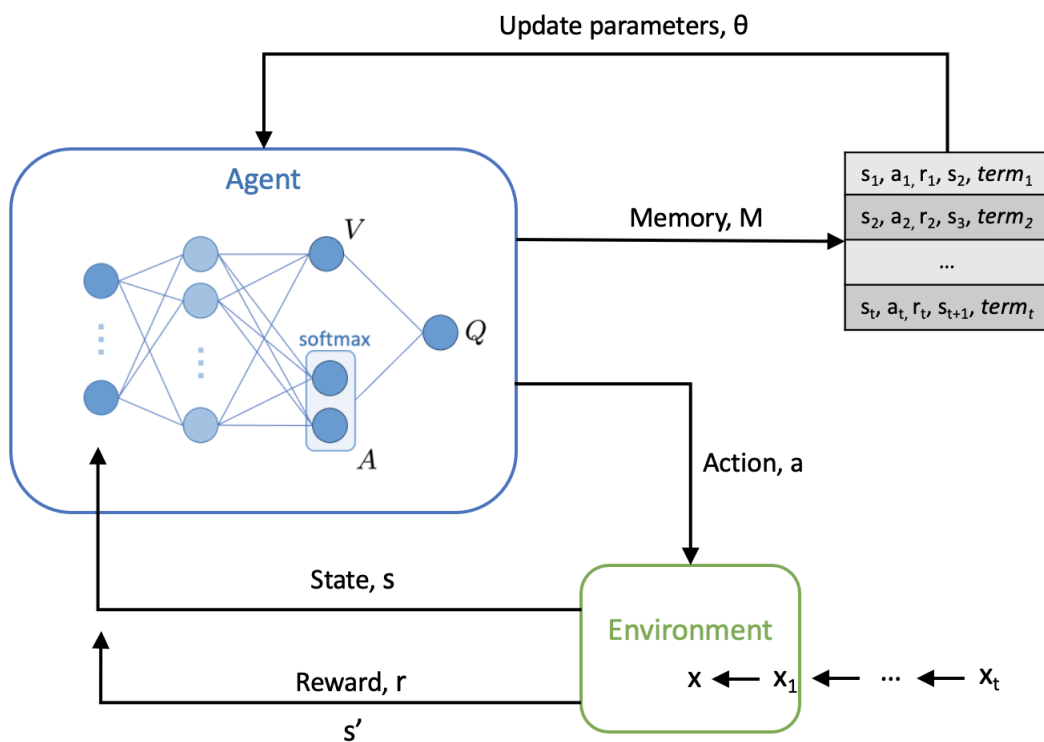 Update parameters, θ
Agent
V
softmax
Q
A
Memory, M
s₁, a₁, r₁, s₂, term₁
s₂, a₂, r₂, s₃, term₂
...
sₜ, aₜ, rₜ, sₜ₊₁, termₜ
Action, a
State, s
Environment
Reward, r
s’
x
x₁
...
xₜ